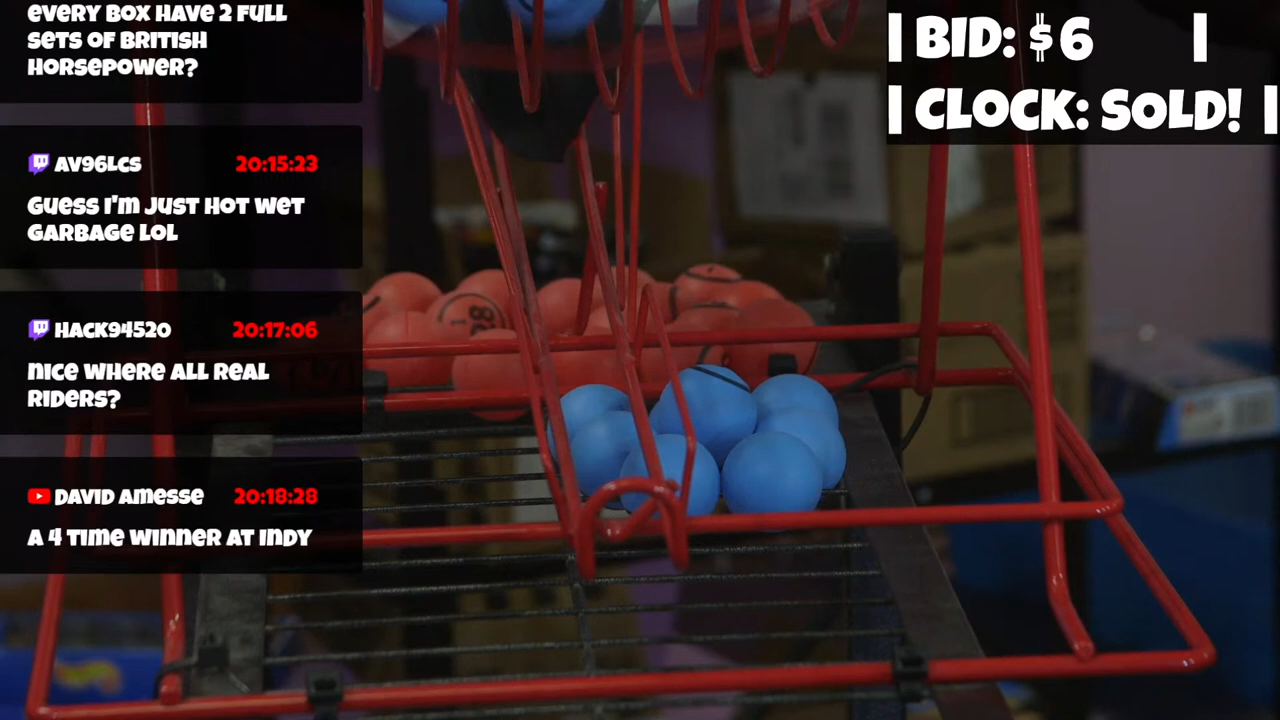 EVERY BOX HAVE 2 FULL
SETS OF BRITISH
HORSEPOWER?
AV96LCS 20:15:23
GUESS I'M JUST HOT WET
GARBAGE LOL
HACK94520 20:17:06
NICE WHERE ALL REAL
RIDERS?
DAVID AMESSE 20:18:28
A 4 TIME WINNER AT INDY
| BID: $6 |
| CLOCK: SOLD! |